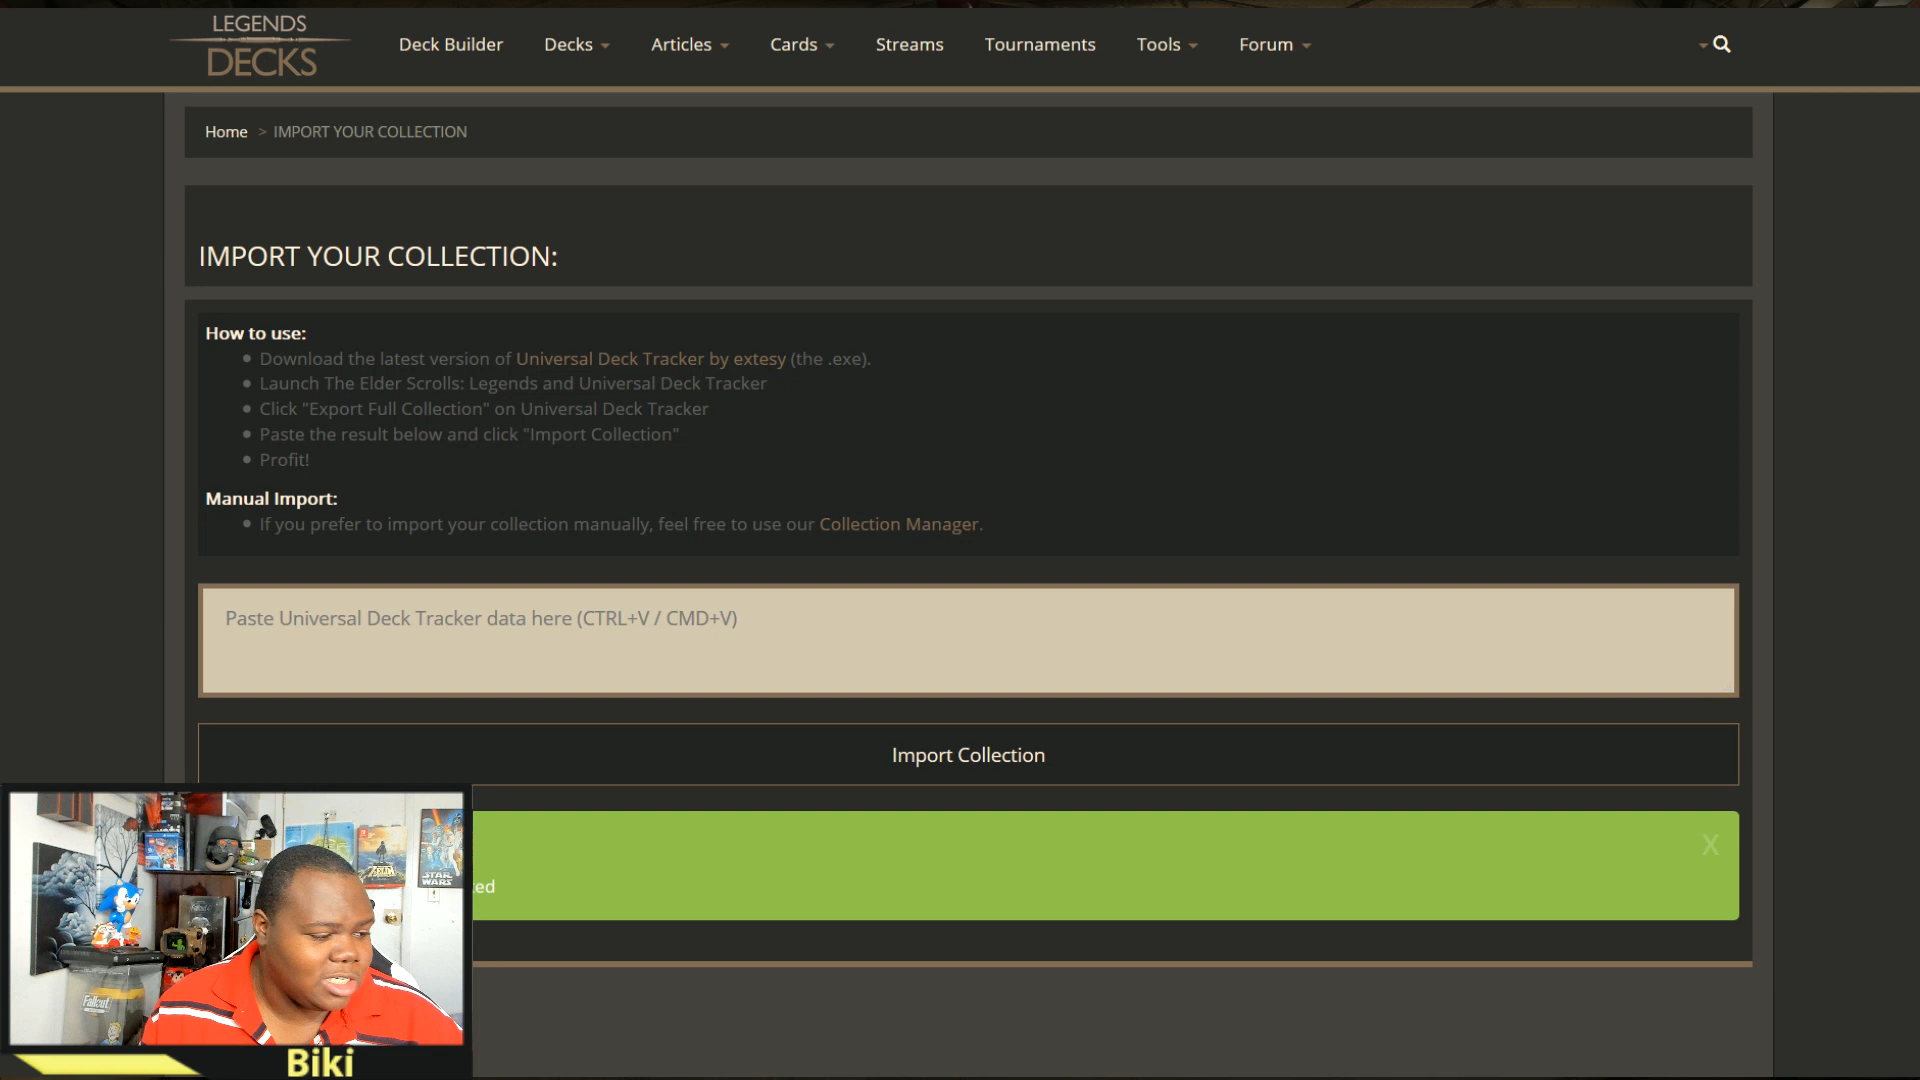 LEGENDS
DECKS
Deck Builder
Decks
Articles
Cards
Streams
Tournaments
Tools
Forum
Home > IMPORT YOUR COLLECTION
IMPORT YOUR COLLECTION:
How to use:
Download the latest version of Universal Deck Tracker by extesy (the .exe).
Launch The Elder Scrolls: Legends and Universal Deck Tracker
Click "Export Full Collection" on Universal Deck Tracker
Paste the result below and click "Import Collection"
Profit!
Manual Import:
If you prefer to import your collection manually, feel free to use our Collection Manager.
Paste Universal Deck Tracker data here (CTRL+V / CMD+V)
Import Collection
X
STAR
WARS
ZELDA
Fallout
Biki